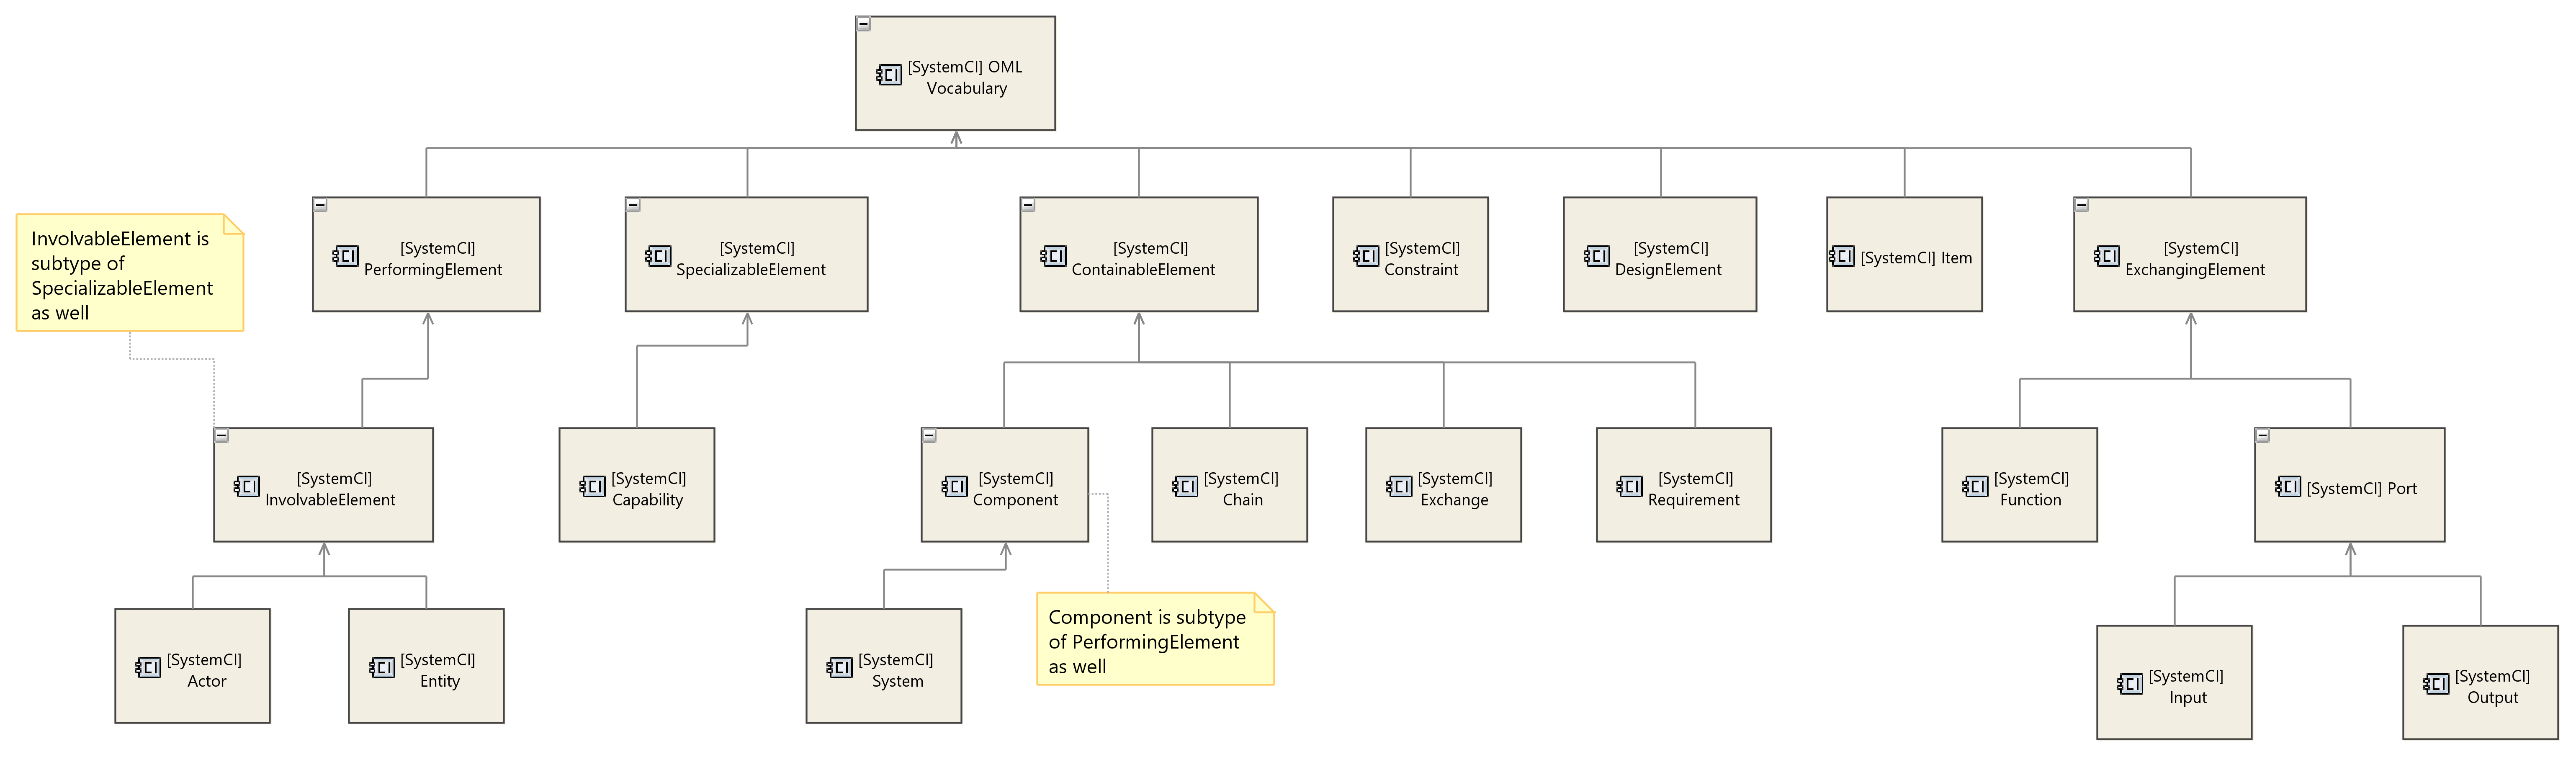 [SystemCI] OML
Vocabulary
InvolvableElement is
subtype of
SpecializableElement
as well
[SystemCI]
PerformingElement
[SystemCI]
SpecializableElement
[SystemCI]
ContainableElement
[SystemCI]
Constraint
[SystemCI]
DesignElement
[SystemCI] Item
[SystemCI]
ExchangingElement
[SystemCI]
InvolvableElement
[SystemCI]
Capability
[SystemCI]
Component
[SystemCI]
Chain
[SystemCI]
Exchange
[SystemCI]
Requirement
[SystemCI]
Function
[SystemCI] Port
[SystemCI]
Actor
[SystemCI]
Entity
[SystemCI]
System
Component is subtype
of PerformingElement
as well
[SystemCI]
Input
[SystemCI]
Output